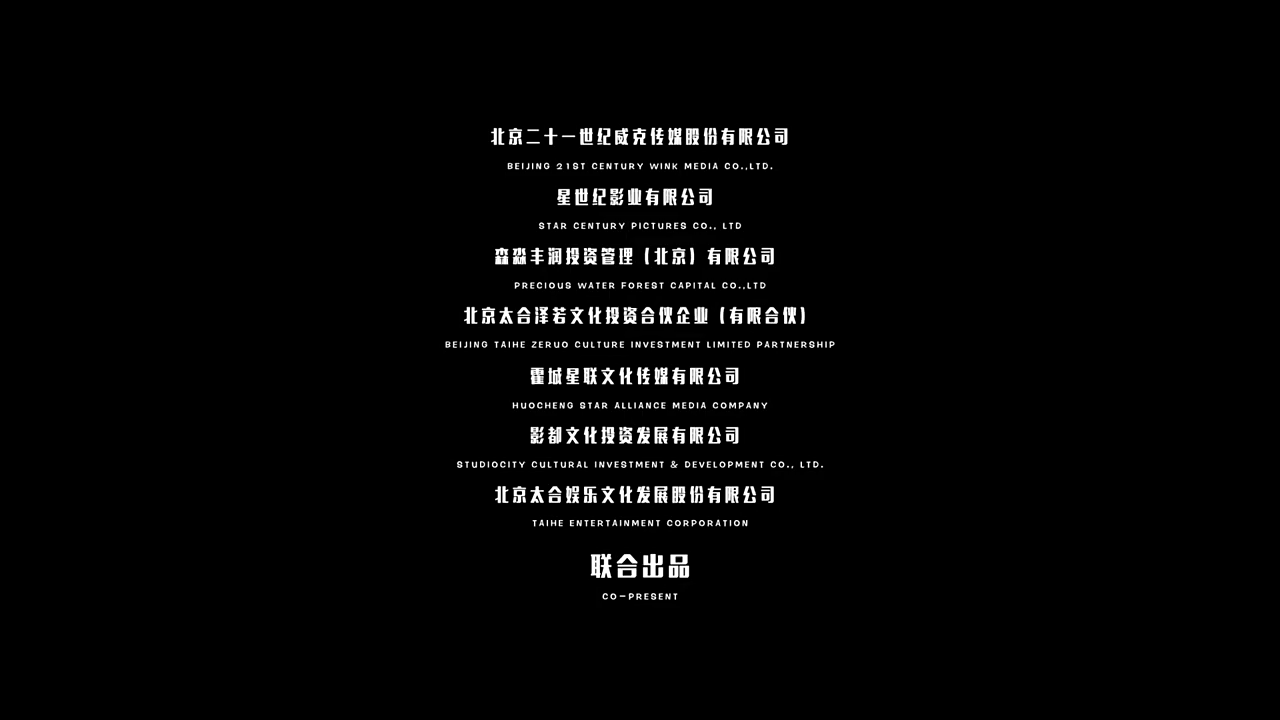 北京二十一世纪威克传媒股份有限公司
BEIJING 21ST CENTURY WINK MEDIA CO.,LTD.
星世纪影业有限公司
STAR CENTURY PICTURES CO., LTD
森淼丰润投资管理（北京）有限公司
PRECIOUS WATER FOREST CAPITAL CO.,LTD
北京太合泽若文化投资合伙企业（有限合伙）
BEIJING TAIHE ZERUO CULTURE INVESTMENT LIMITED PARTNERSHIP
霍城星联文化传媒有限公司
HUOCHENG STAR ALLIANCE MEDIA COMPANY
影都文化投资发展有限公司
STUDIOCITY CULTURAL INVESTMENT & DEVELOPMENT CO., LTD.
北京太合娱乐文化发展股份有限公司
TAIHE ENTERTAINMENT CORPORATION
联合出品
CO-PRESENT